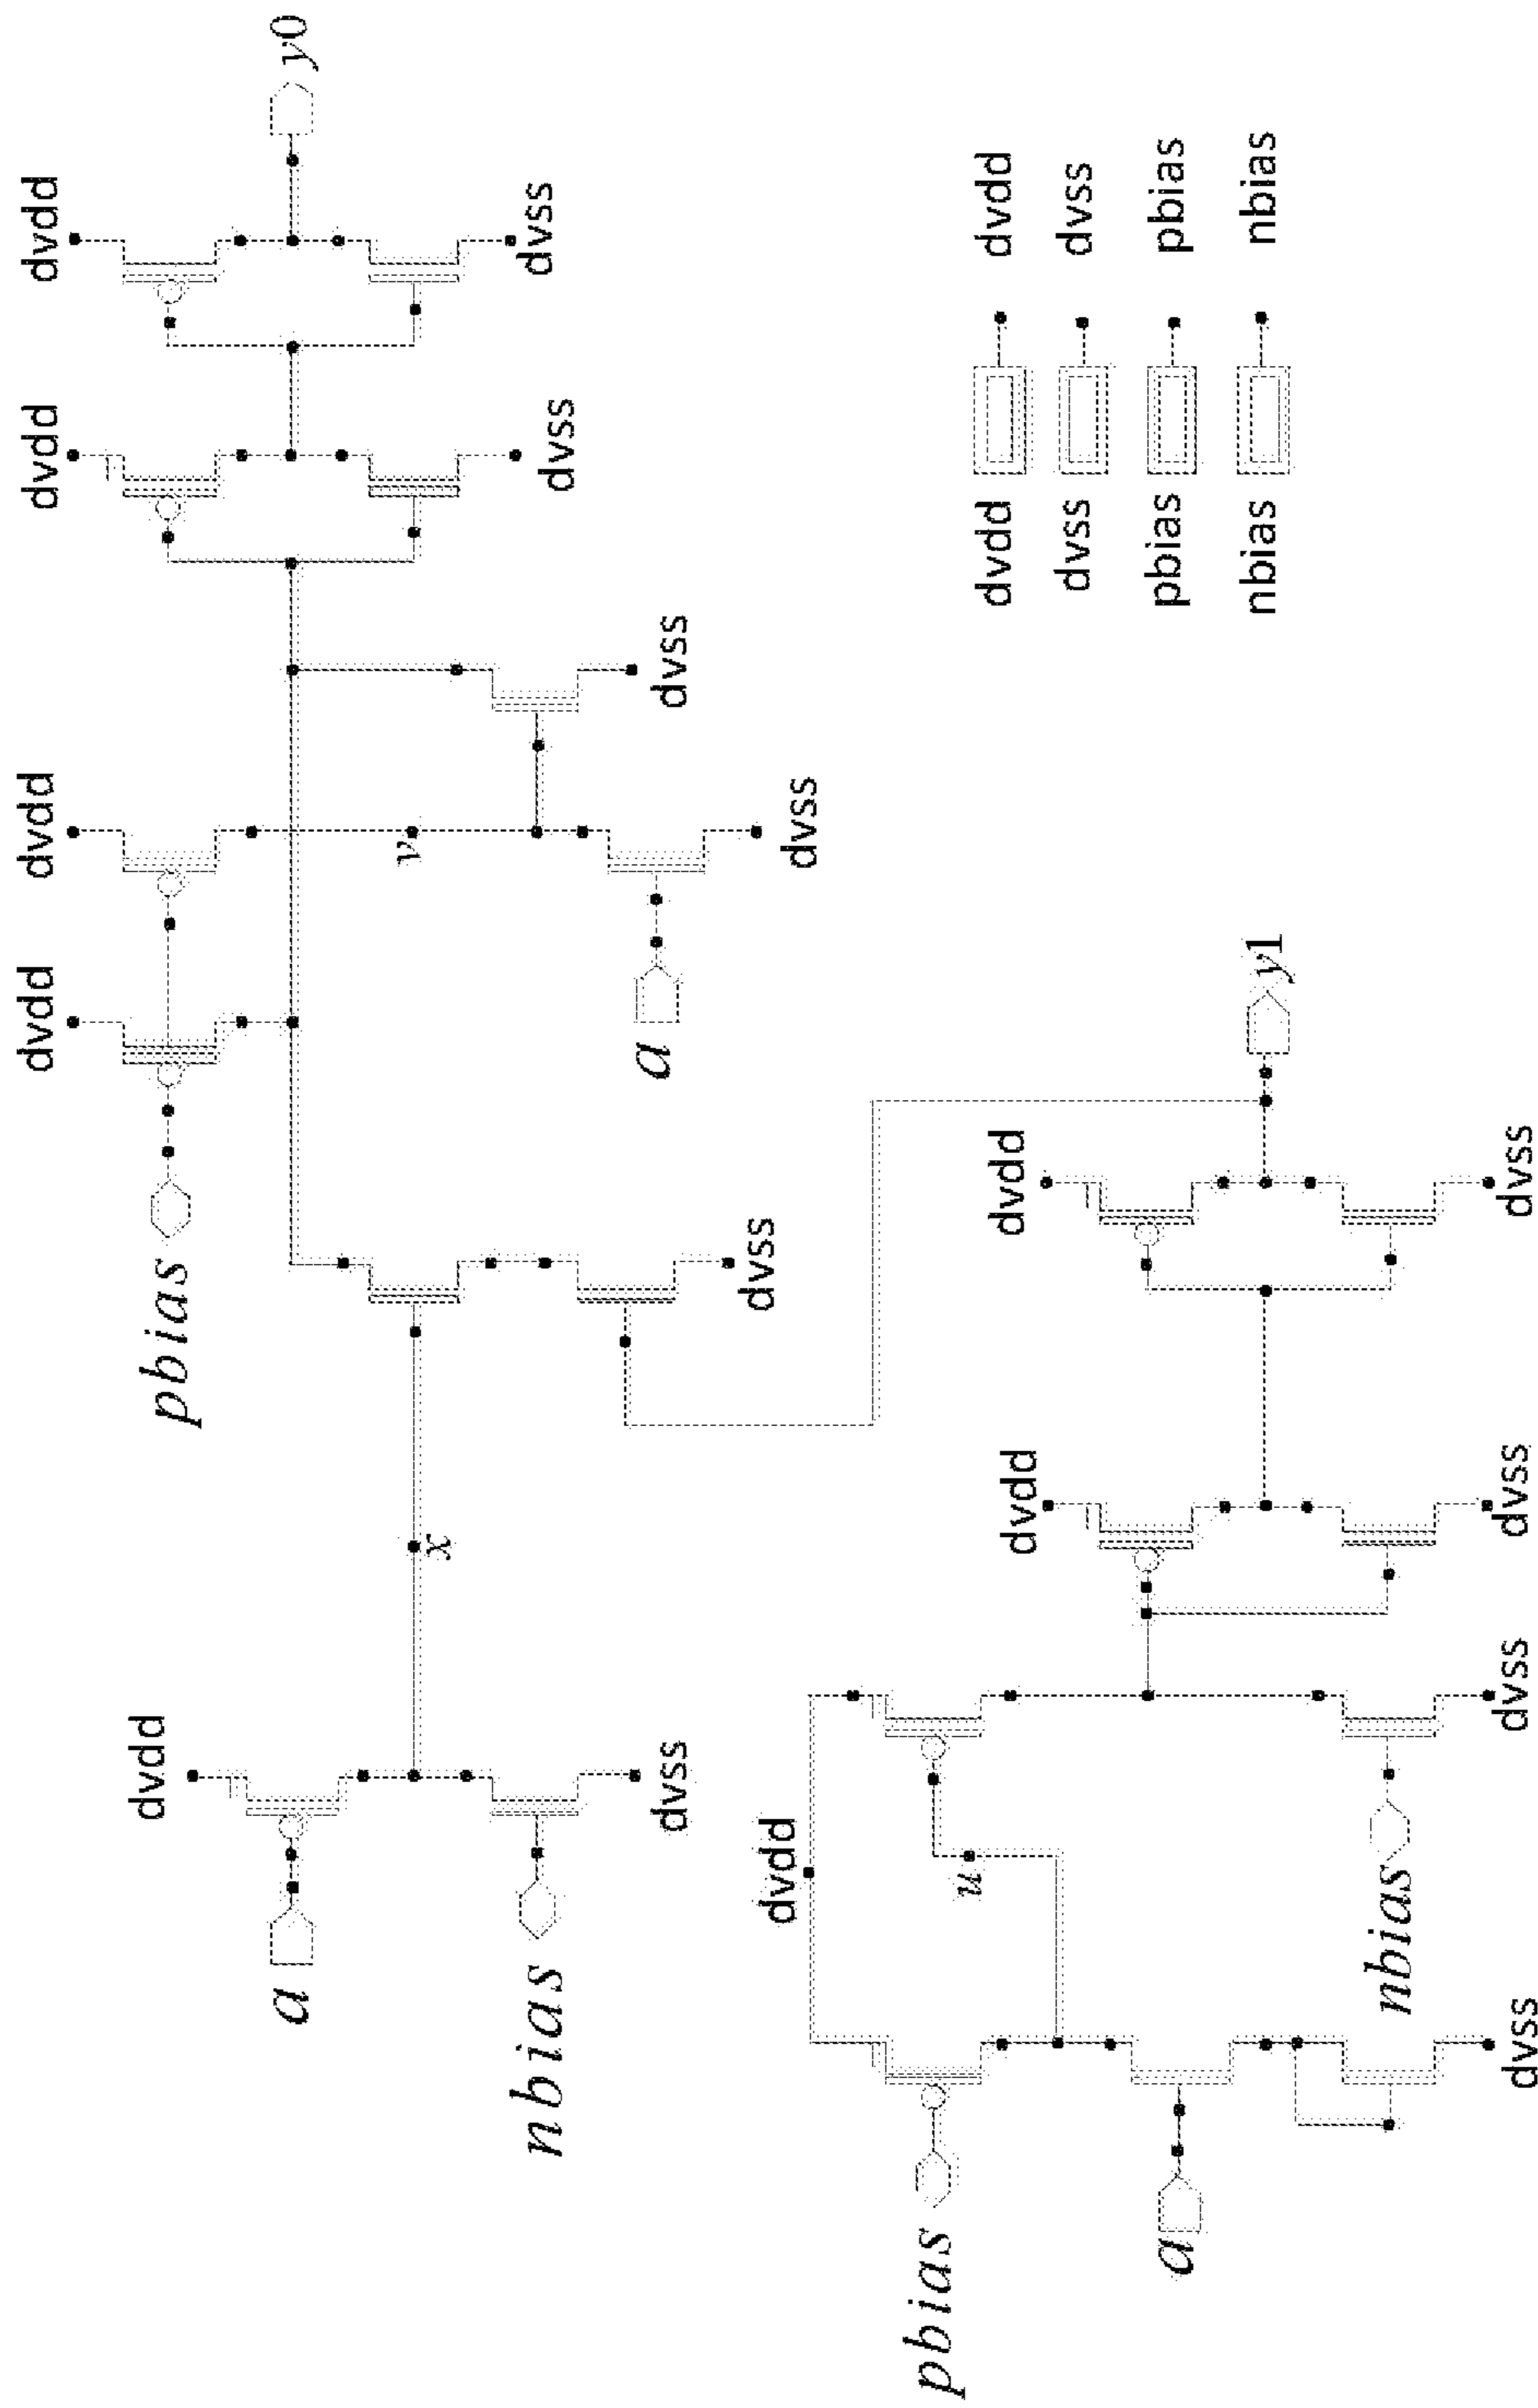 dvdd dvdd dvdd dvdd
dvdd pbias
a y0
v
x
nbias dvss
dvss
a
dvss dvss
dvss dvss
dvdd
pbias
u
dvdd dvdd
dvdd dvdd
dvss dvss
a
pbias pbias
y1
nbias nbias
nbias
dvss dvss dvss dvss